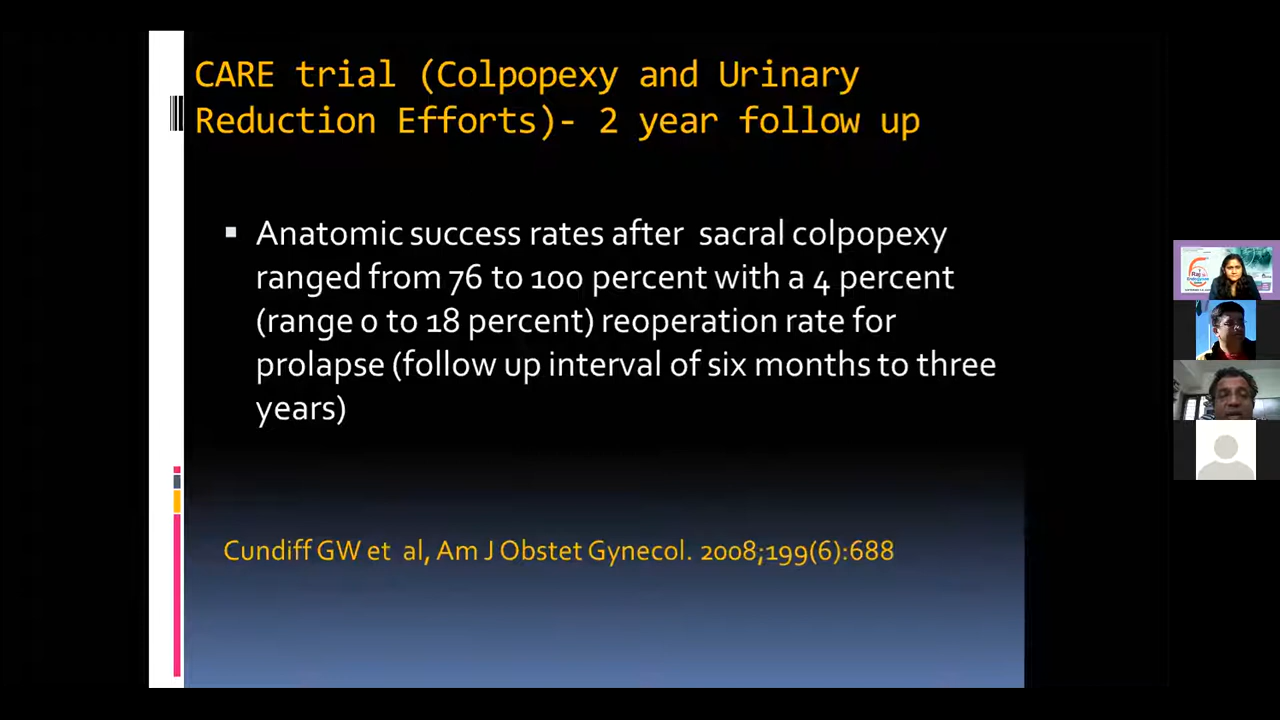 CARE trial (Colpopexy and Urinary
Reduction Efforts)- 2 year follow up
▪ Anatomic success rates after sacral colpopexy
ranged from 76 to 100 percent with a 4 percent
(range 0 to 18 percent) reoperation rate for
prolapse (follow up interval of six months to three
years)
Cundiff GW et al, Am J Obstet Gynecol. 2008;199(6):688